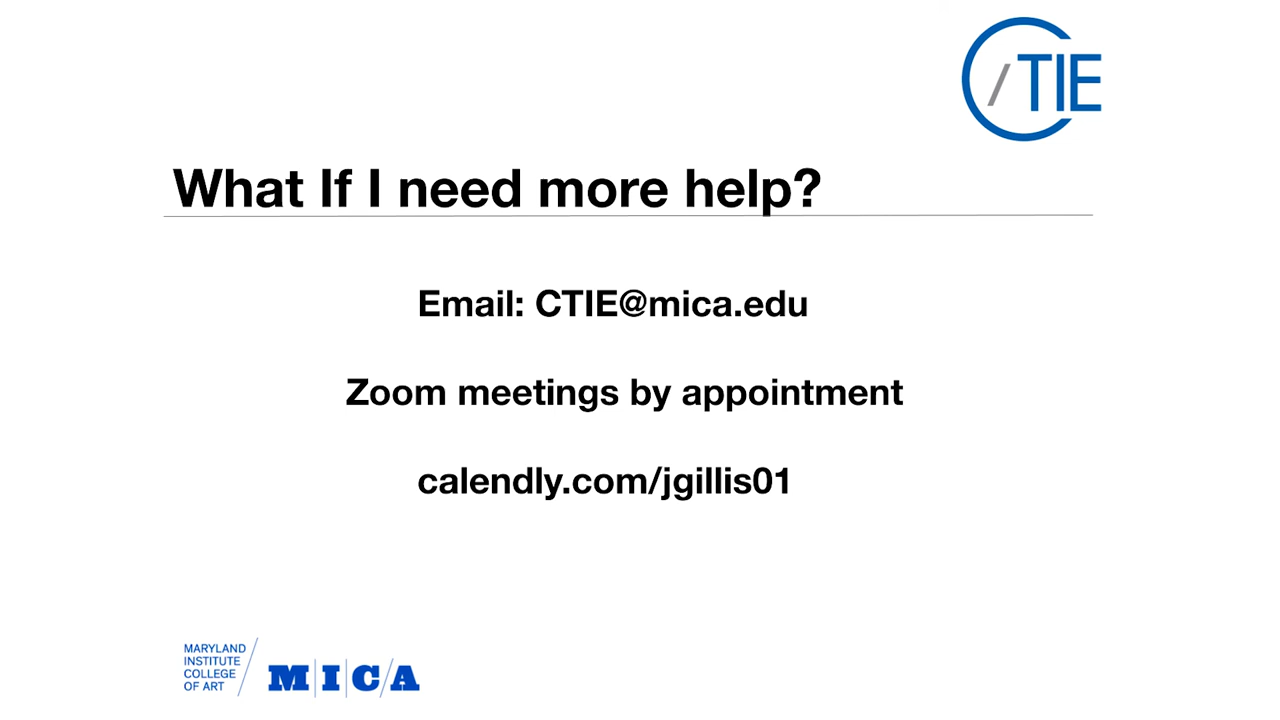 C/TIE
What If I need more help?
Email: CTIE@mica.edu
Zoom meetings by appointment
calendly.com/jgillis01
MARYLAND
INSTITUTE
COLLEGE
OF ART
MICA